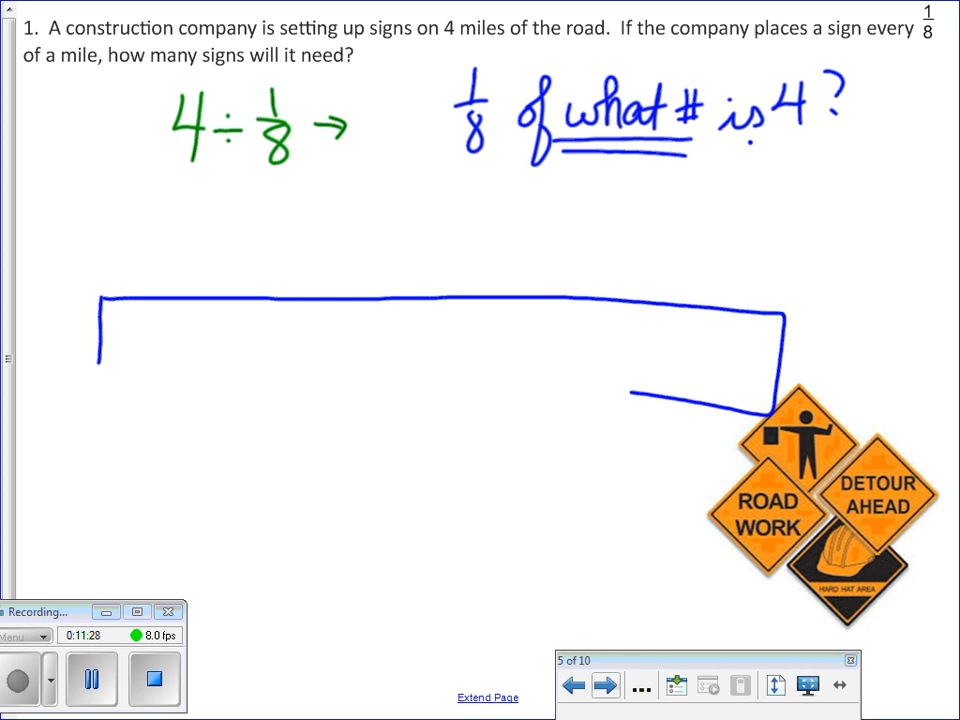 1. A construction company is setting up signs on 4 miles of the road. If the company places a sign every 1/8
of a mile, how many signs will it need?
4 ÷ 1/8 → 1/8 of what # is 4?
ROAD
WORK
DETOUR
AHEAD
HARD HAT AREA
Recording...
Menu
0:11:28
8.0 fps
5 of 10
...
Extend Page